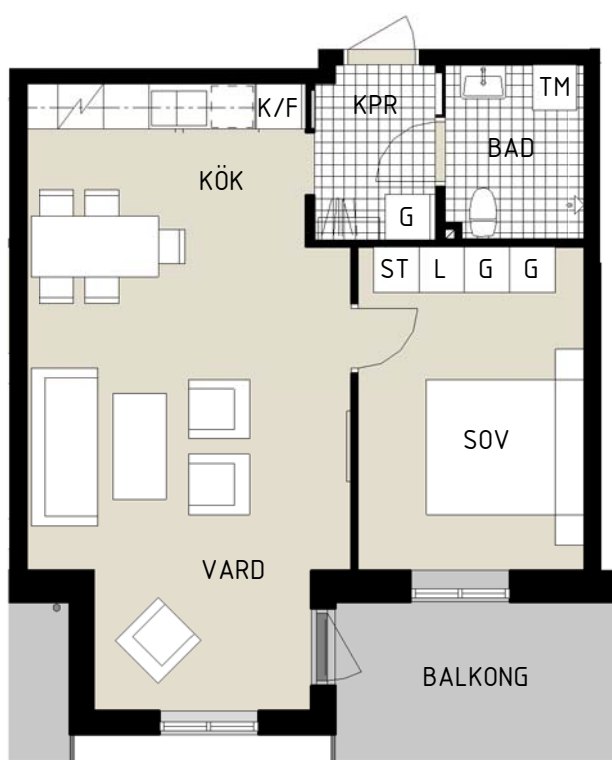 TM
K/F
KPR
BAD
KÖK
G
ST L G G
SOV
VARD
BALKONG